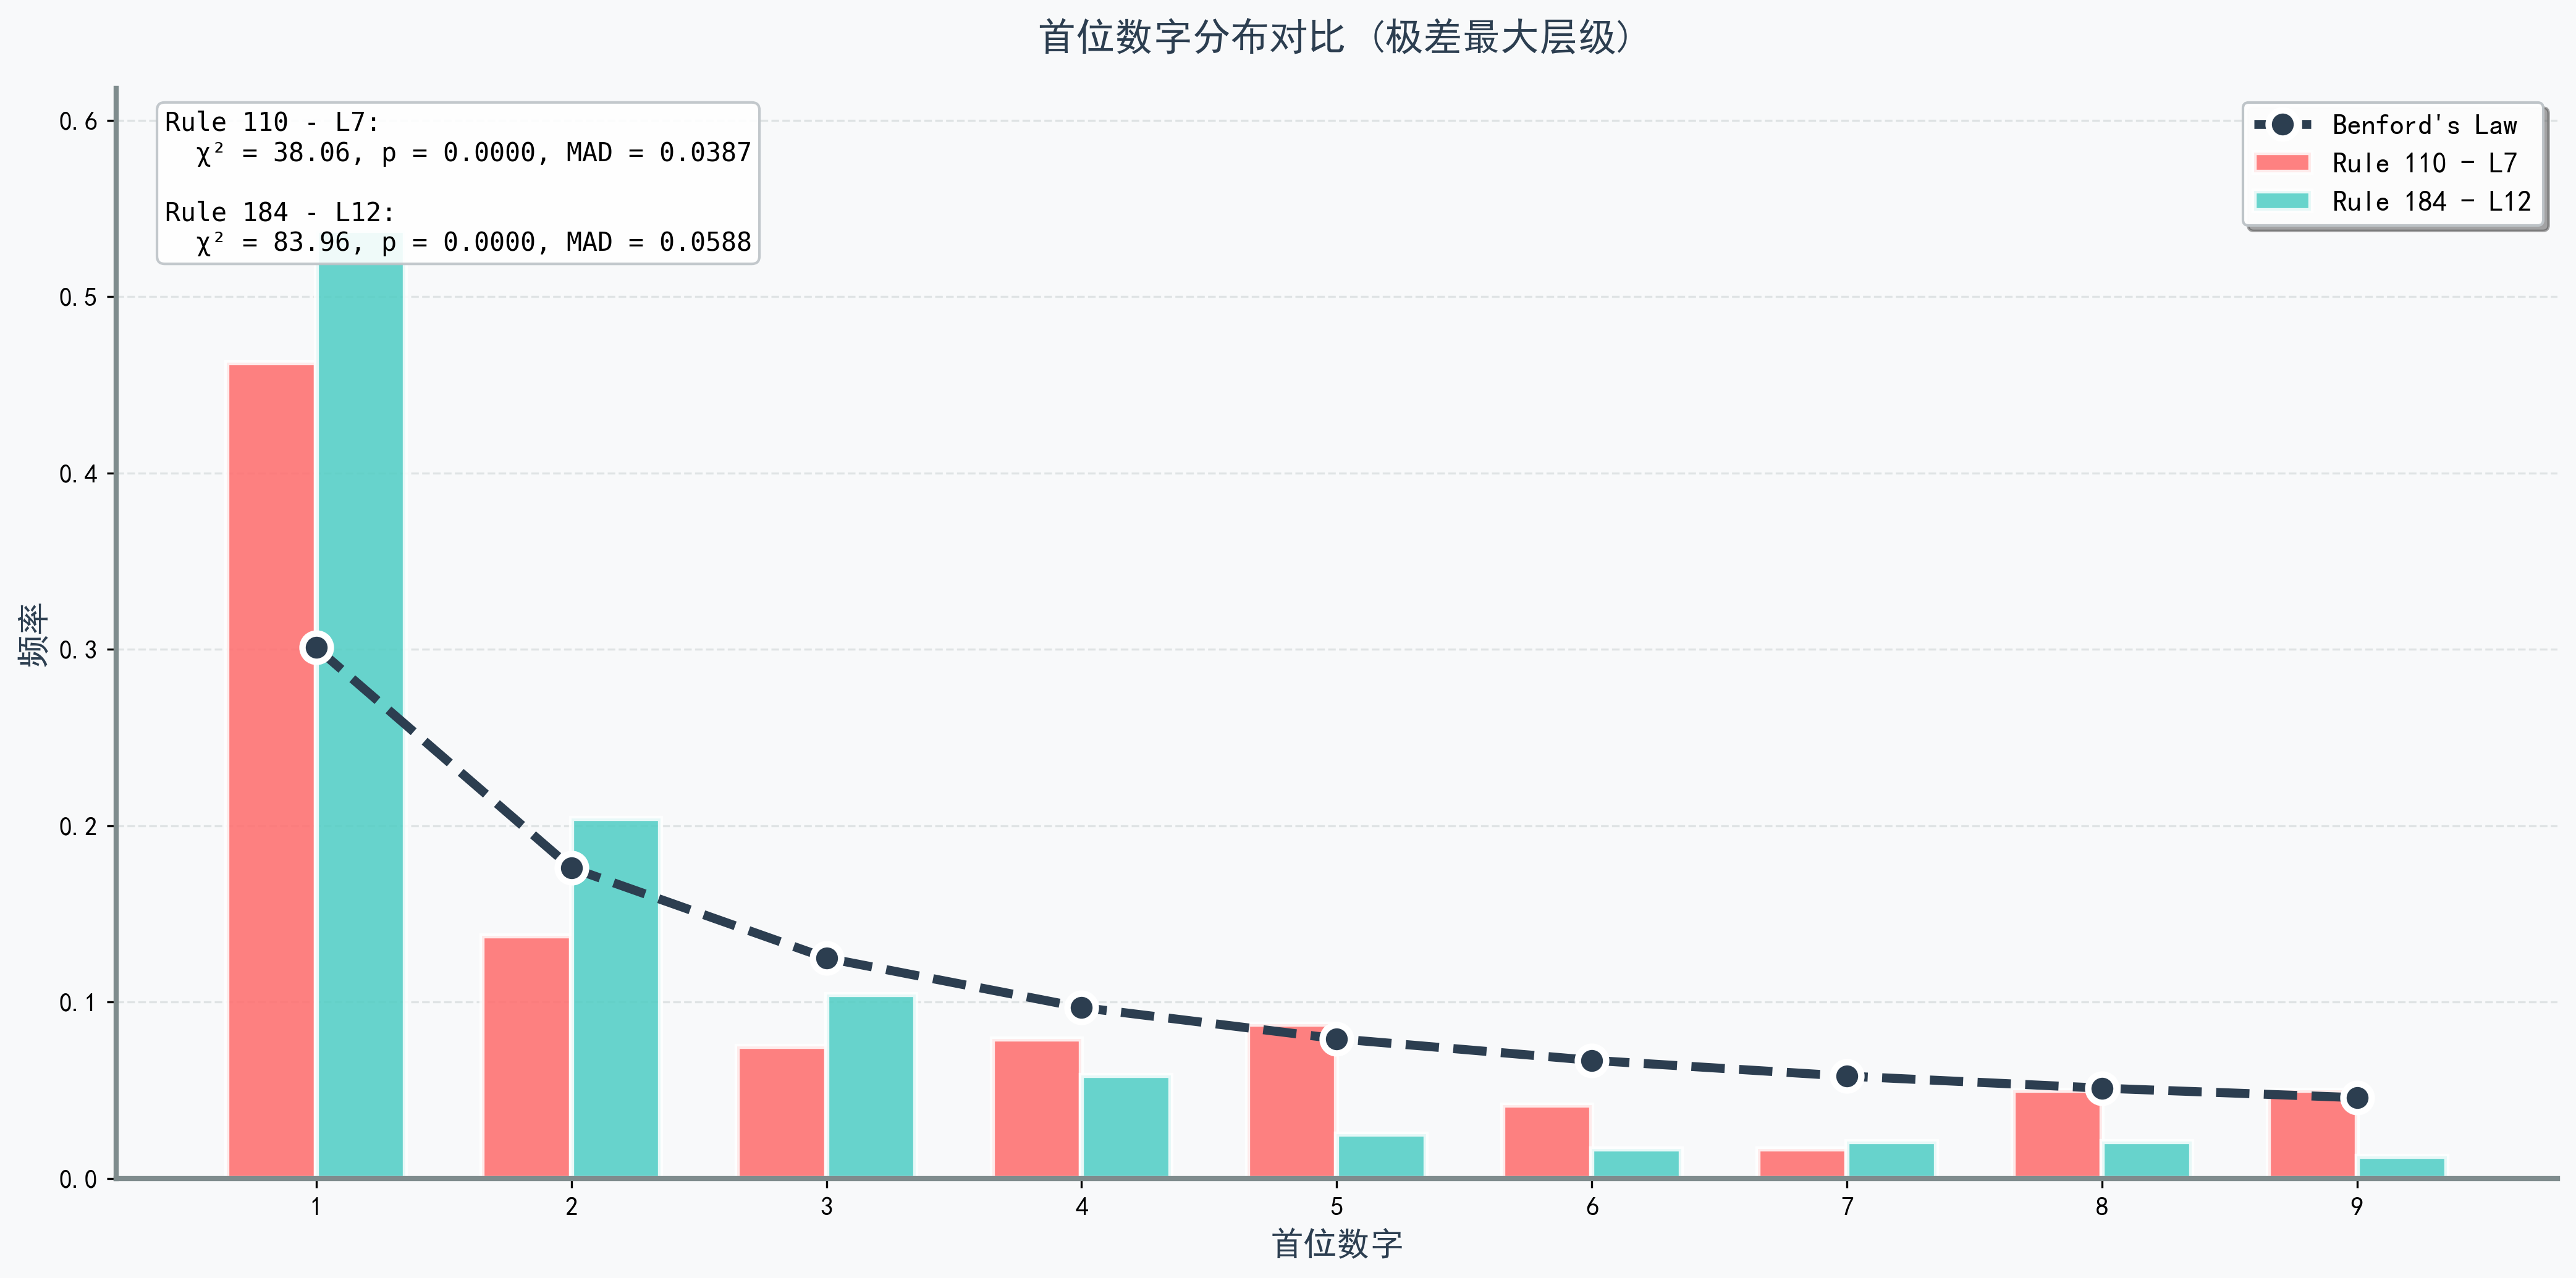 首位数字分布对比 (极差最大层级)
Rule 110 - L7:
χ² = 38.06, p = 0.0000, MAD = 0.0387
Rule 184 - L12:
χ² = 83.96, p = 0.0000, MAD = 0.0588
Benford's Law
Rule 110 - L7
Rule 184 - L12
频率
0.6
0.5
0.4
0.3
0.2
0.1
0.0
1 2 3 4 5 6 7 8 9
首位数字